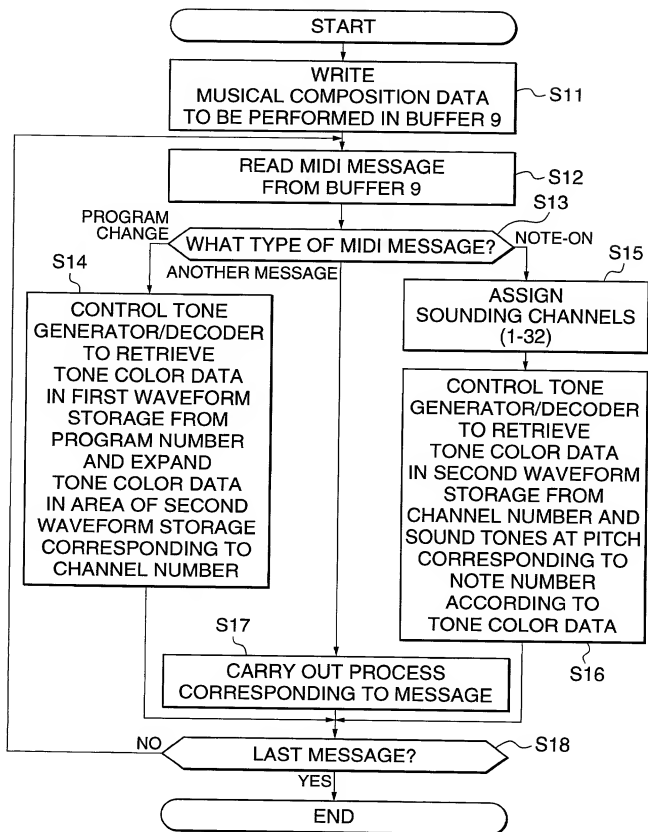 START
WRITE
MUSICAL COMPOSITION DATA
TO BE PERFORMED IN BUFFER 9
S11
READ MIDI MESSAGE
FROM BUFFER 9
S12
S13
PROGRAM
CHANGE
WHAT TYPE OF MIDI MESSAGE?
NOTE-ON
S14
ANOTHER MESSAGE
S15
CONTROL TONE
GENERATOR/DECODER
TO RETRIEVE
TONE COLOR DATA
IN FIRST WAVEFORM
STORAGE FROM
PROGRAM NUMBER
AND EXPAND
TONE COLOR DATA
IN AREA OF SECOND
WAVEFORM STORAGE
CORRESPONDING TO
CHANNEL NUMBER
ASSIGN
SOUNDING CHANNELS
(1-32)
CONTROL TONE
GENERATOR/DECODER
TO RETRIEVE
TONE COLOR DATA
IN SECOND WAVEFORM
STORAGE FROM
CHANNEL NUMBER AND
SOUND TONES AT PITCH
CORRESPONDING TO
NOTE NUMBER
ACCORDING TO
TONE COLOR DATA
S17
CARRY OUT PROCESS
CORRESPONDING TO MESSAGE
S16
NO
LAST MESSAGE?
S18
YES
END